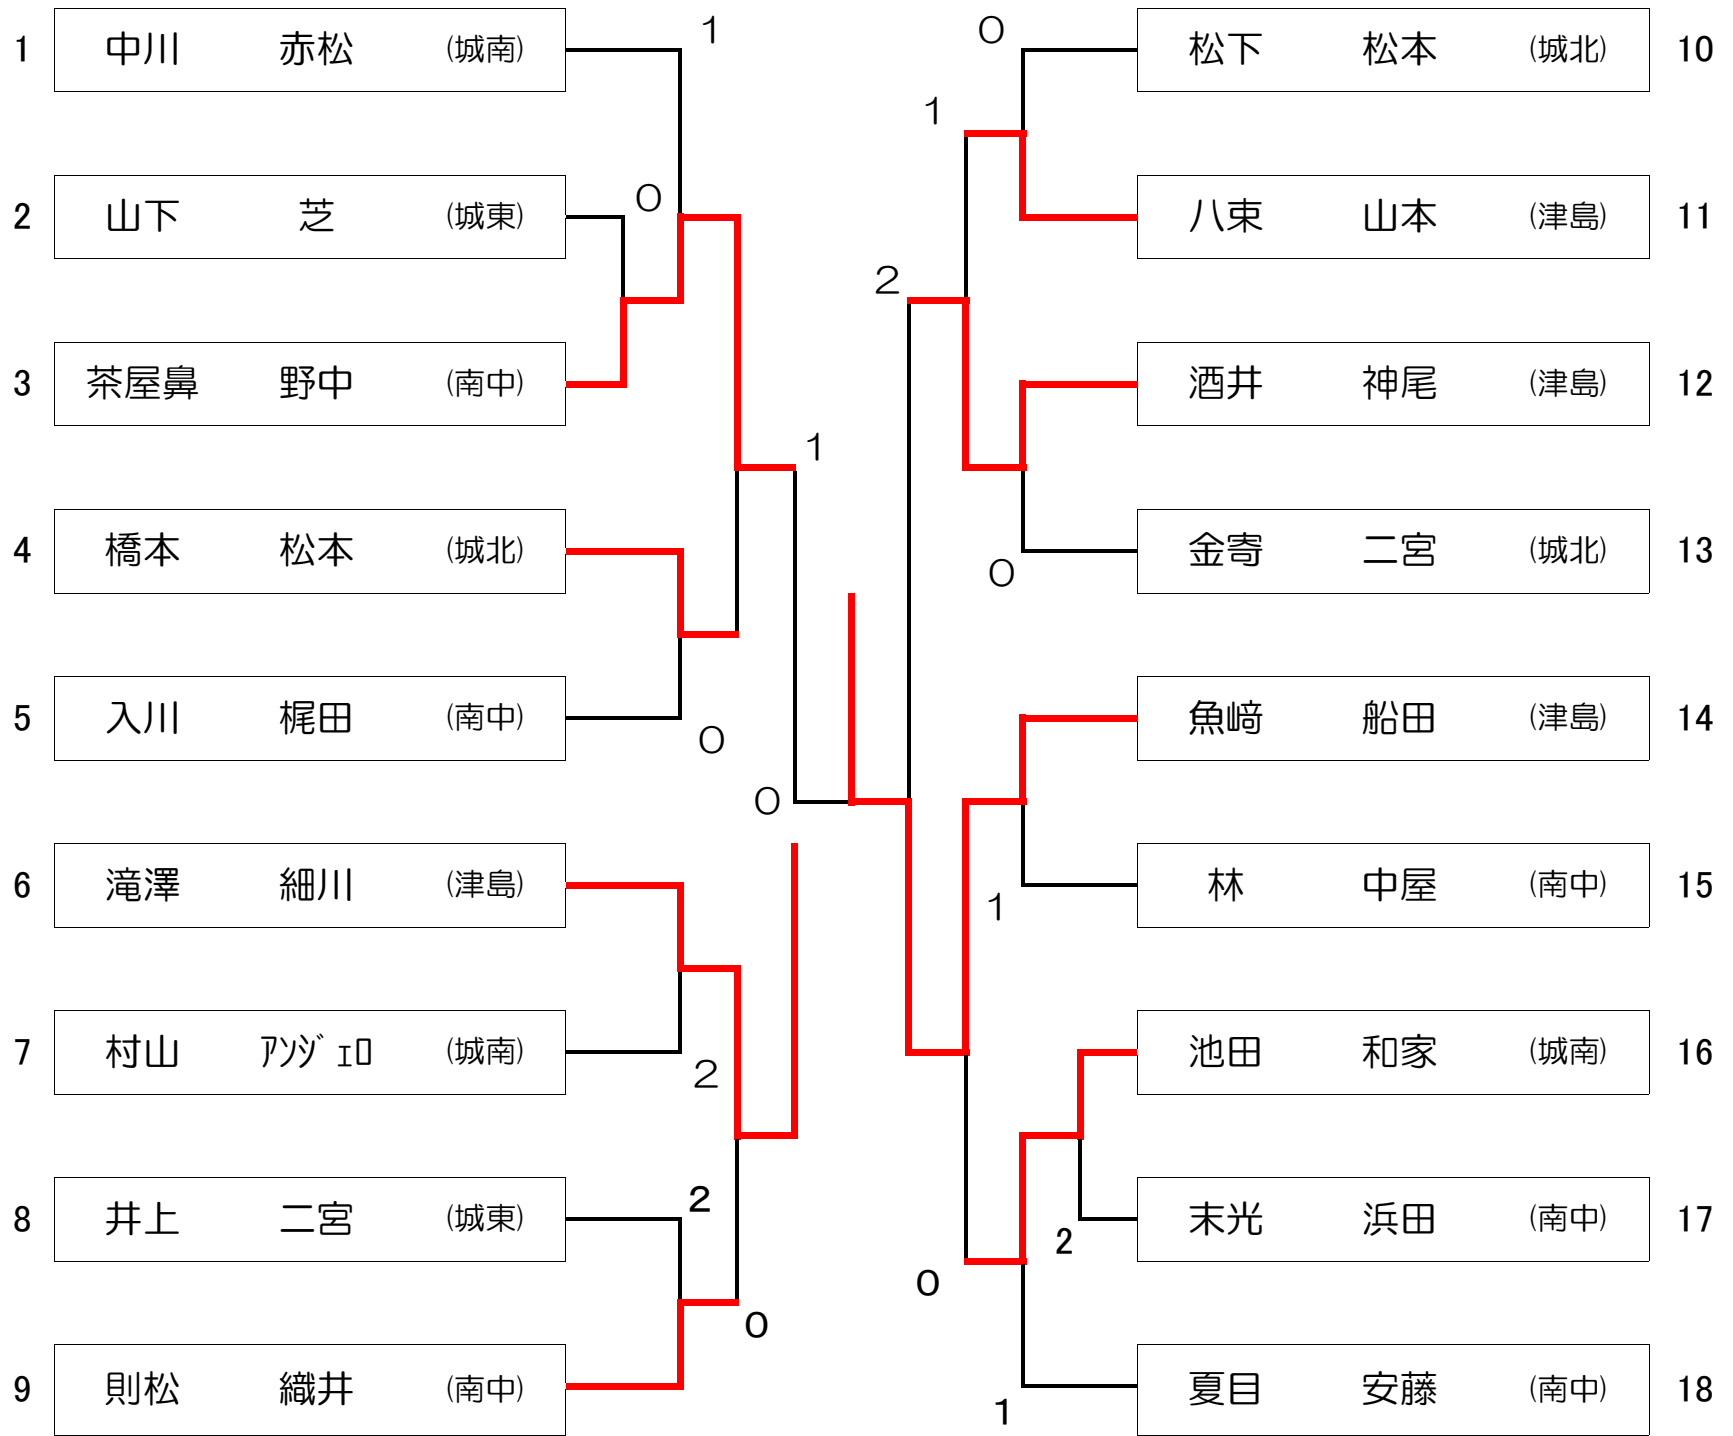 1 中川 赤松 (城南)
2 山下 芝 (城東)
3 茶屋鼻 野中 (南中)
4 橋本 松本 (城北)
5 入川 梶田 (南中)
6 滝澤 細川 (津島)
7 村山 ｱﾝｼﾞｪﾛ (城南)
8 井上 二宮 (城東)
9 則松 織井 (南中)
1
0
1
0
0
2
2
0
0
1
2
0
1
2
0
1
松下 松本 (城北) 10
八束 山本 (津島) 11
酒井 神尾 (津島) 12
金寄 二宮 (城北) 13
魚﨑 船田 (津島) 14
林 中屋 (南中) 15
池田 和家 (城南) 16
末光 浜田 (南中) 17
夏目 安藤 (南中) 18